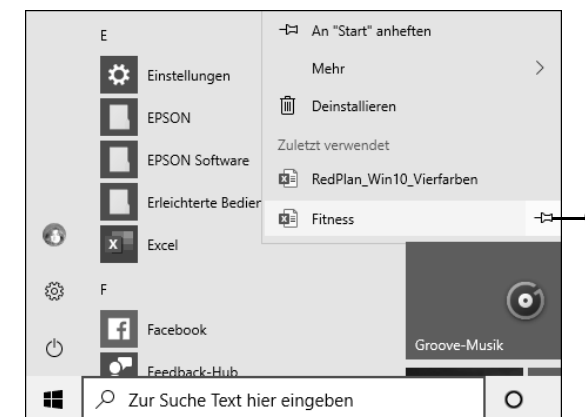 E
Einstellungen
EPSON
EPSON Software
Erleichterte Bedier
Excel
F
Facebook
Feedback-Hub
An "Start" anheften
Mehr
Deinstallieren
Zuletzt verwendet
RedPlan_Win10_Vierfarben
Fitness
Groove-Musik
Zur Suche Text hier eingeben